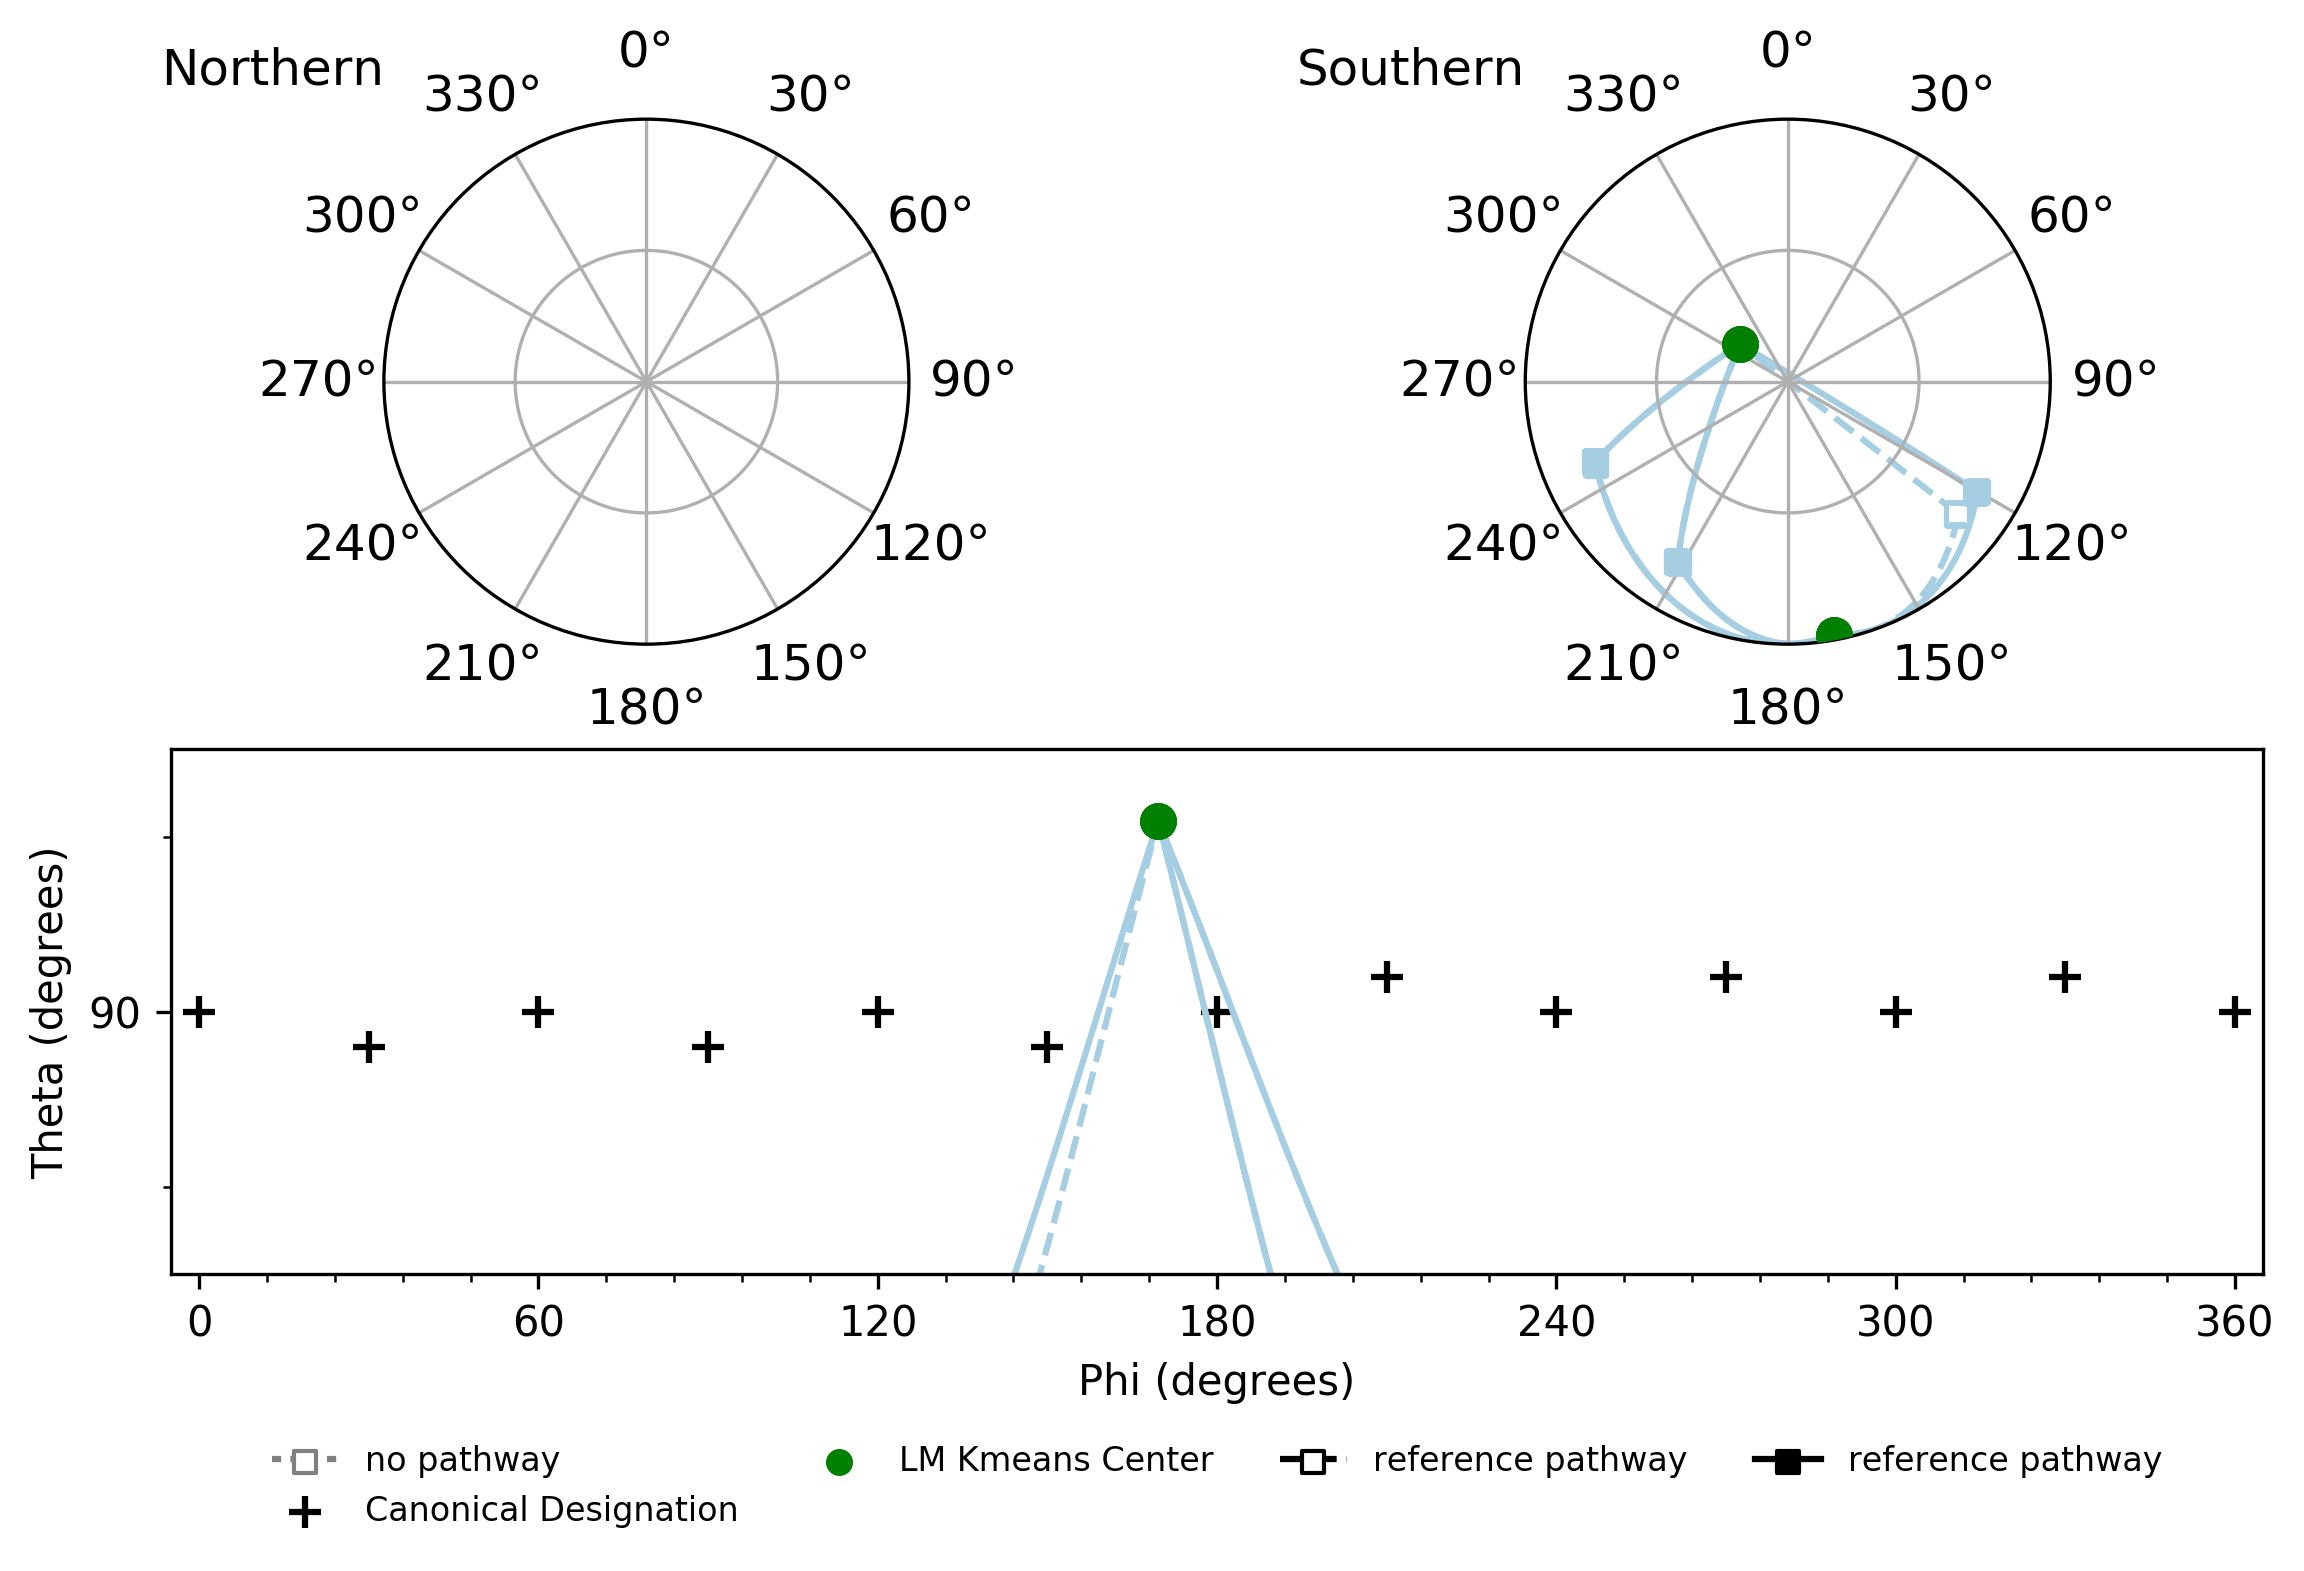 Northern
0°
30°
60°
90°
120°
150°
180°
210°
240°
270°
300°
330°
Southern
0°
30°
60°
90°
120°
150°
180°
210°
240°
270°
300°
330°
Theta (degrees)
90
0 60 120 180 240 300 360
Phi (degrees)
no pathway
Canonical Designation
LM Kmeans Center
reference pathway
reference pathway